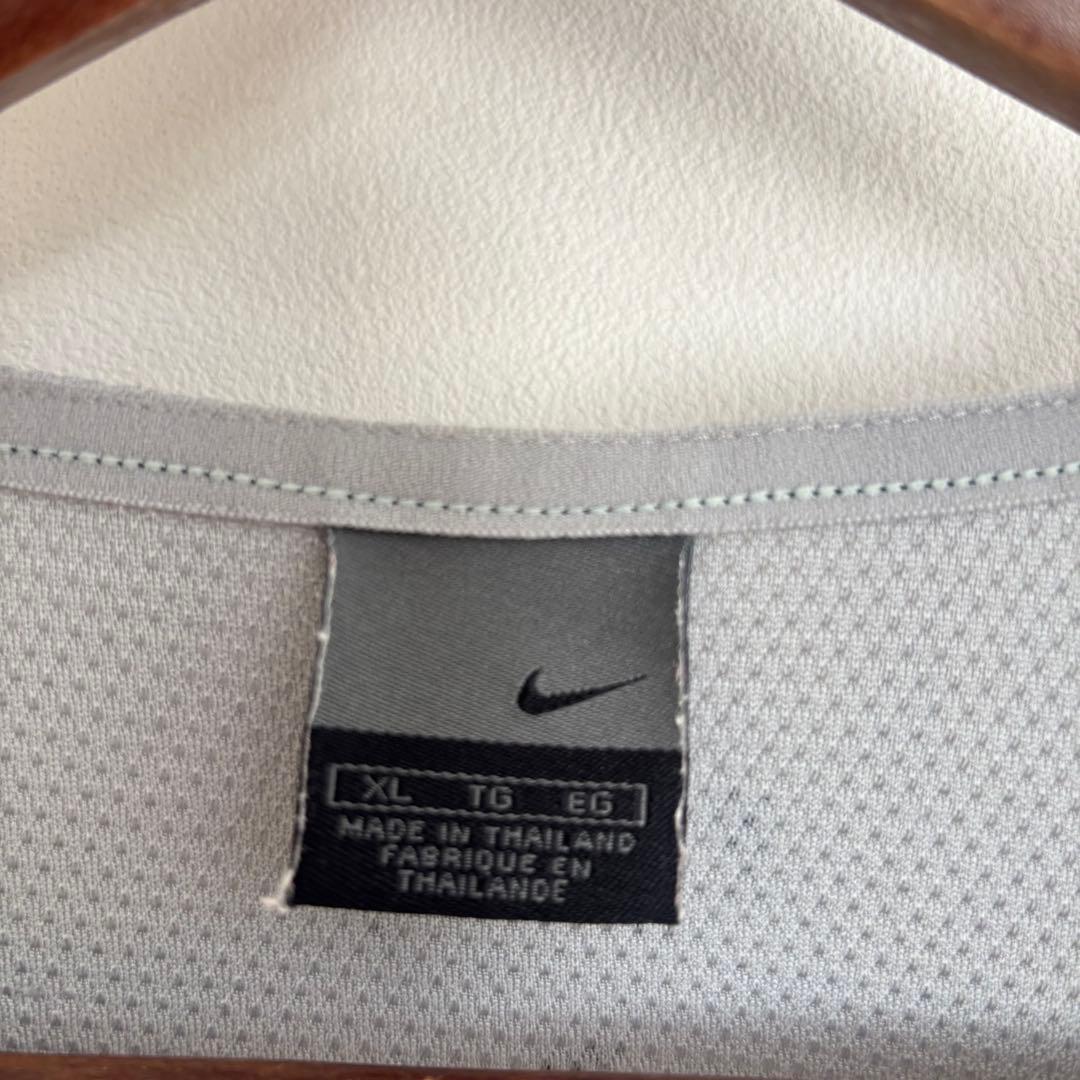 XL TG EG
MADE IN THAILAND
FABRIQUE EN
THAILANDE